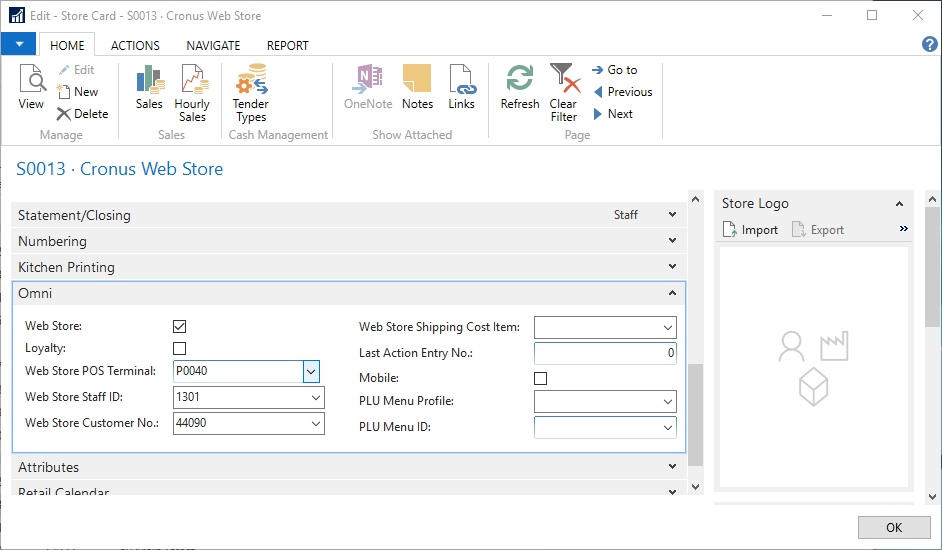 Edit - Store Card - S0013 · Cronus Web Store
HOME ACTIONS NAVIGATE REPORT
View
Edit
New
Delete
Manage
Sales
Hourly
Sales
Sales
Tender
Types
Cash Management
OneNote
Notes
Links
Show Attached
Refresh
Clear
Filter
Go to
Previous
Next
Page
S0013 · Cronus Web Store
Statement/Closing Staff
Numbering
Kitchen Printing
Omni
Web Store:
Loyalty:
Web Store POS Terminal: P0040
Web Store Staff ID: 1301
Web Store Customer No.: 44090
Web Store Shipping Cost Item:
Last Action Entry No.: 0
Mobile:
PLU Menu Profile:
PLU Menu ID:
Attributes
Retail Calendar
Store Logo
Import Export
OK